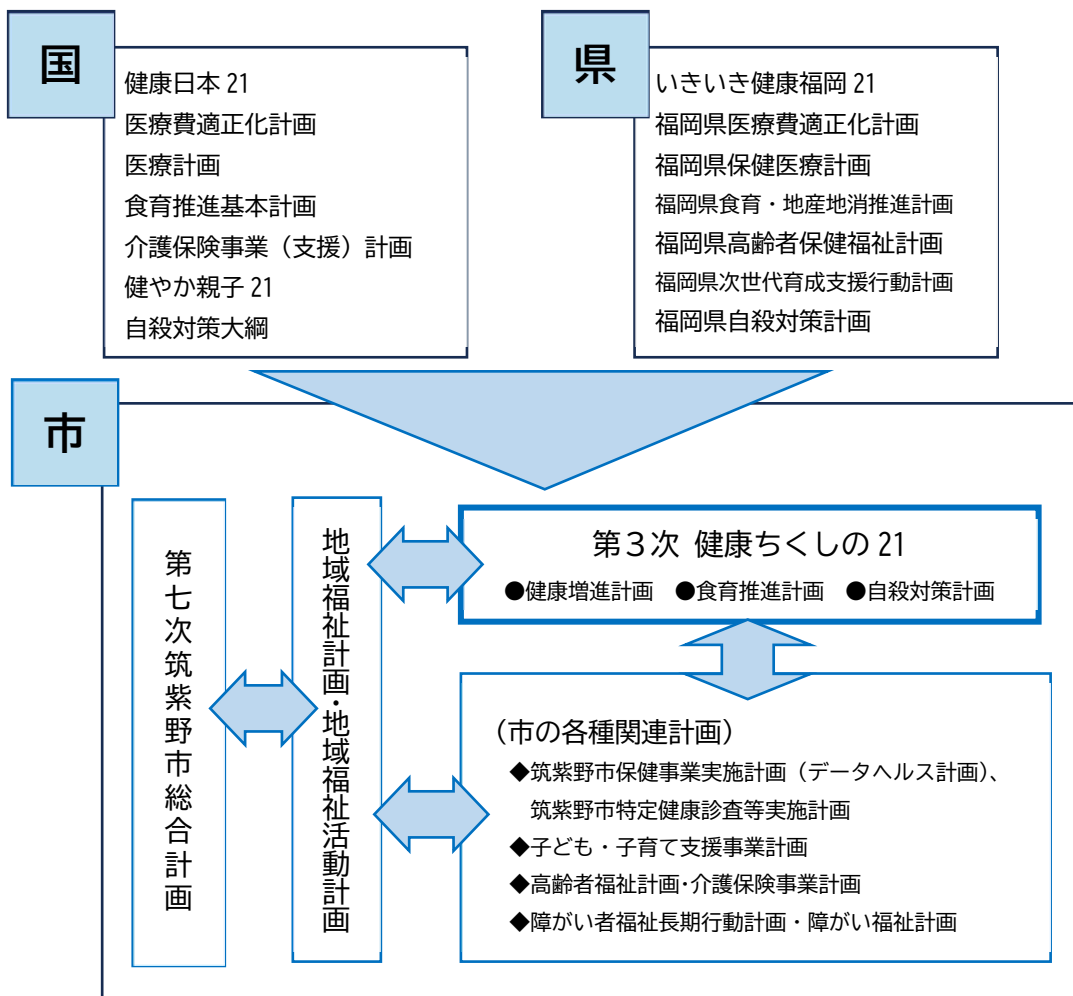 国
健康日本 21
医療費適正化計画
医療計画
食育推進基本計画
介護保険事業（支援）計画
健やか親子 21
自殺対策大綱
県
いきいき健康福岡 21
福岡県医療費適正化計画
福岡県保健医療計画
福岡県食育・地産地消推進計画
福岡県高齢者保健福祉計画
福岡県次世代育成支援行動計画
福岡県自殺対策計画
市
第七次筑紫野市総合計画
地域福祉計画・地域福祉活動計画
第３次 健康ちくしの 21
●健康増進計画 ●食育推進計画 ●自殺対策計画
（市の各種関連計画）
◆筑紫野市保健事業実施計画（データヘルス計画）、
筑紫野市特定健康診査等実施計画
◆子ども・子育て支援事業計画
◆高齢者福祉計画・介護保険事業計画
◆障がい者福祉長期行動計画・障がい福祉計画